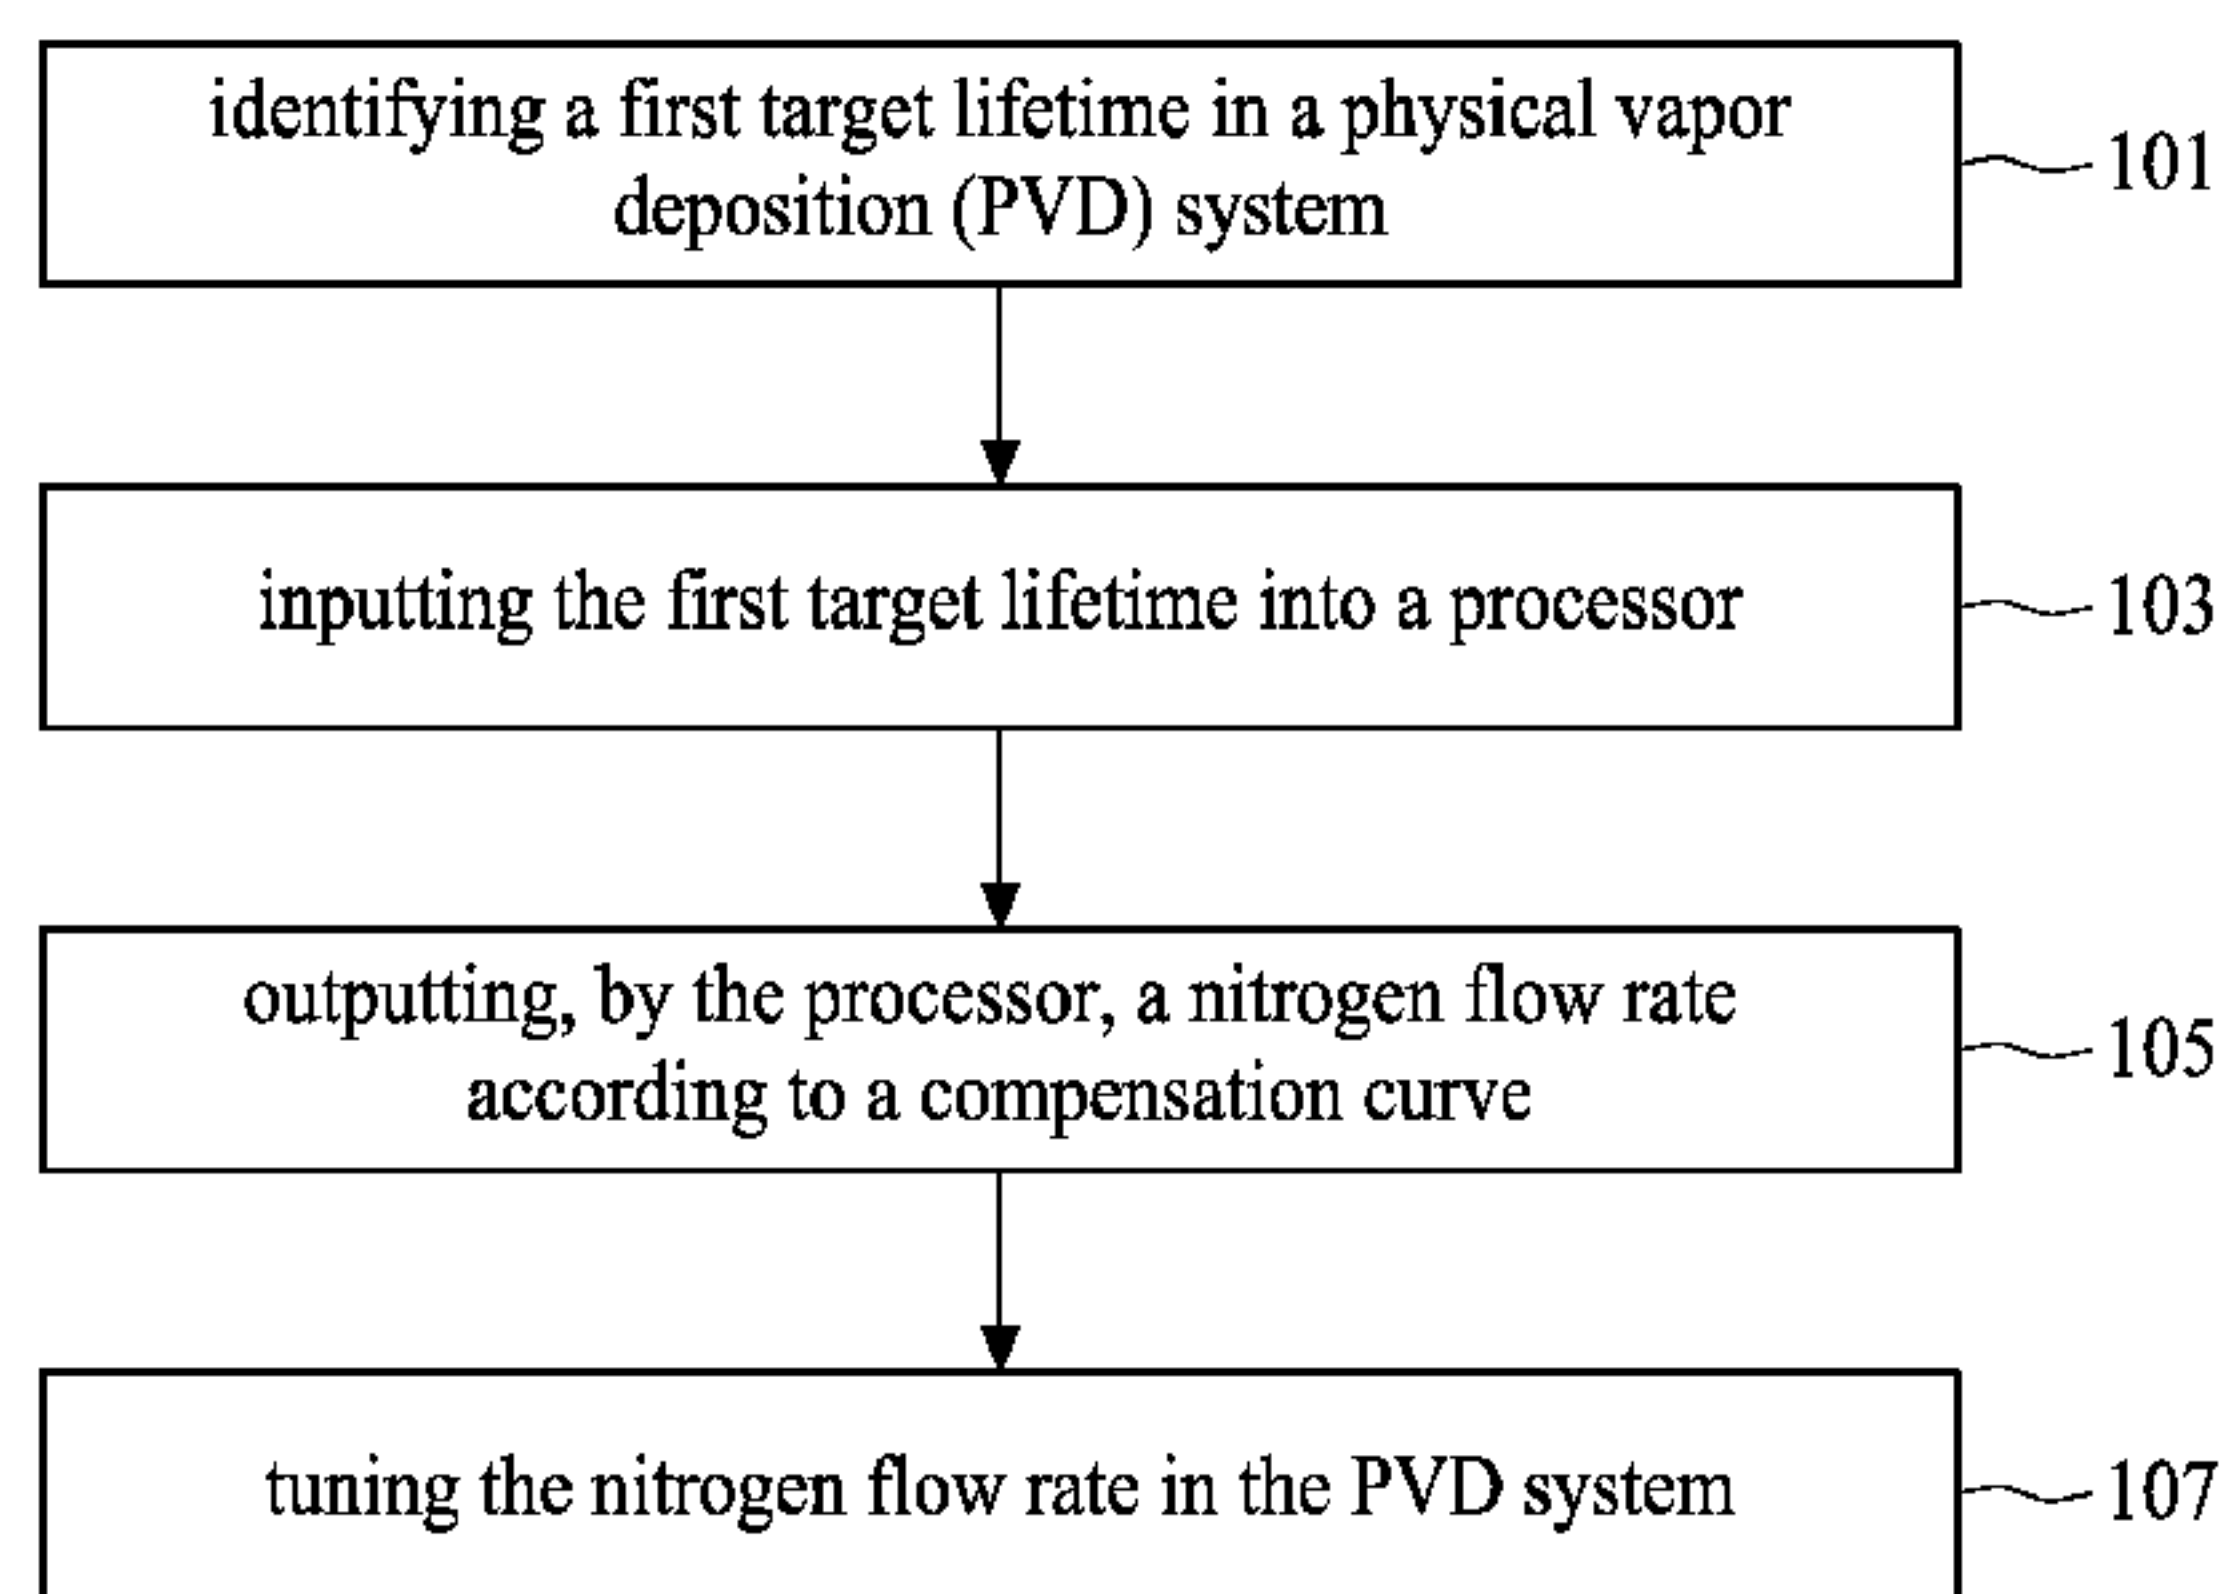 identifying a first target lifetime in a physical vapor
deposition (PVD) system
101
inputting the first target lifetime into a processor
103
outputting, by the processor, a nitrogen flow rate
according to a compensation curve
105
tuning the nitrogen flow rate in the PVD system
107